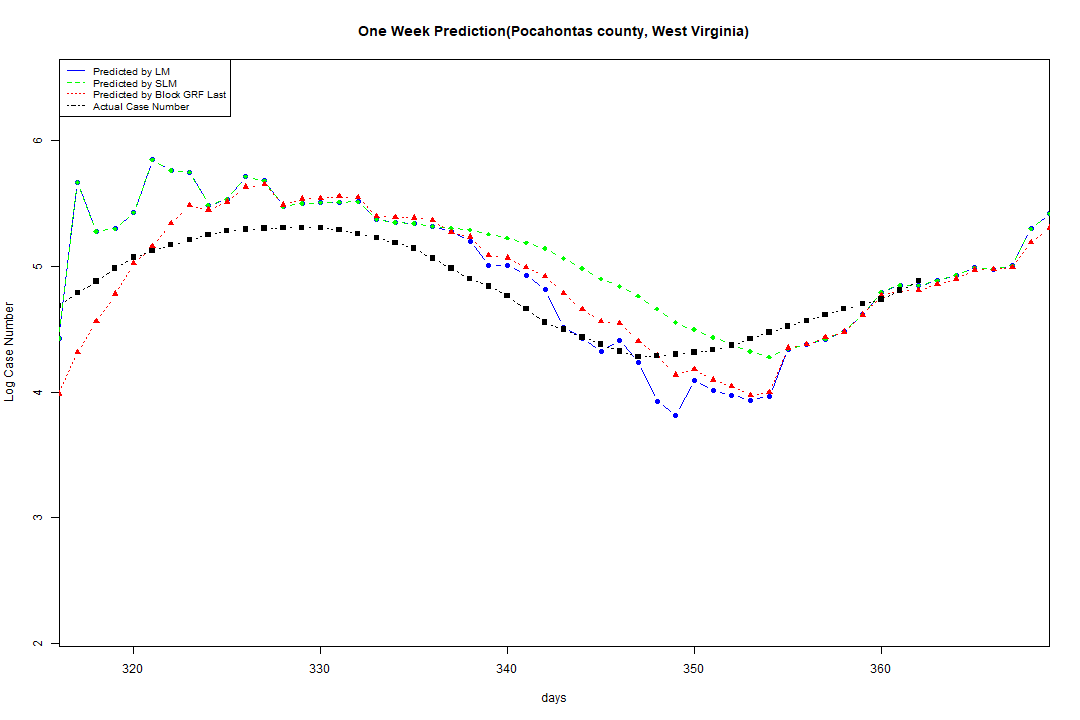 One Week Prediction(Pocahontas county, West Virginia)
Predicted by LM
Predicted by SLM
Predicted by Block GRF Last
Actual Case Number
6
5
4
3
2
Log Case Number
320
330
340
350
360
days